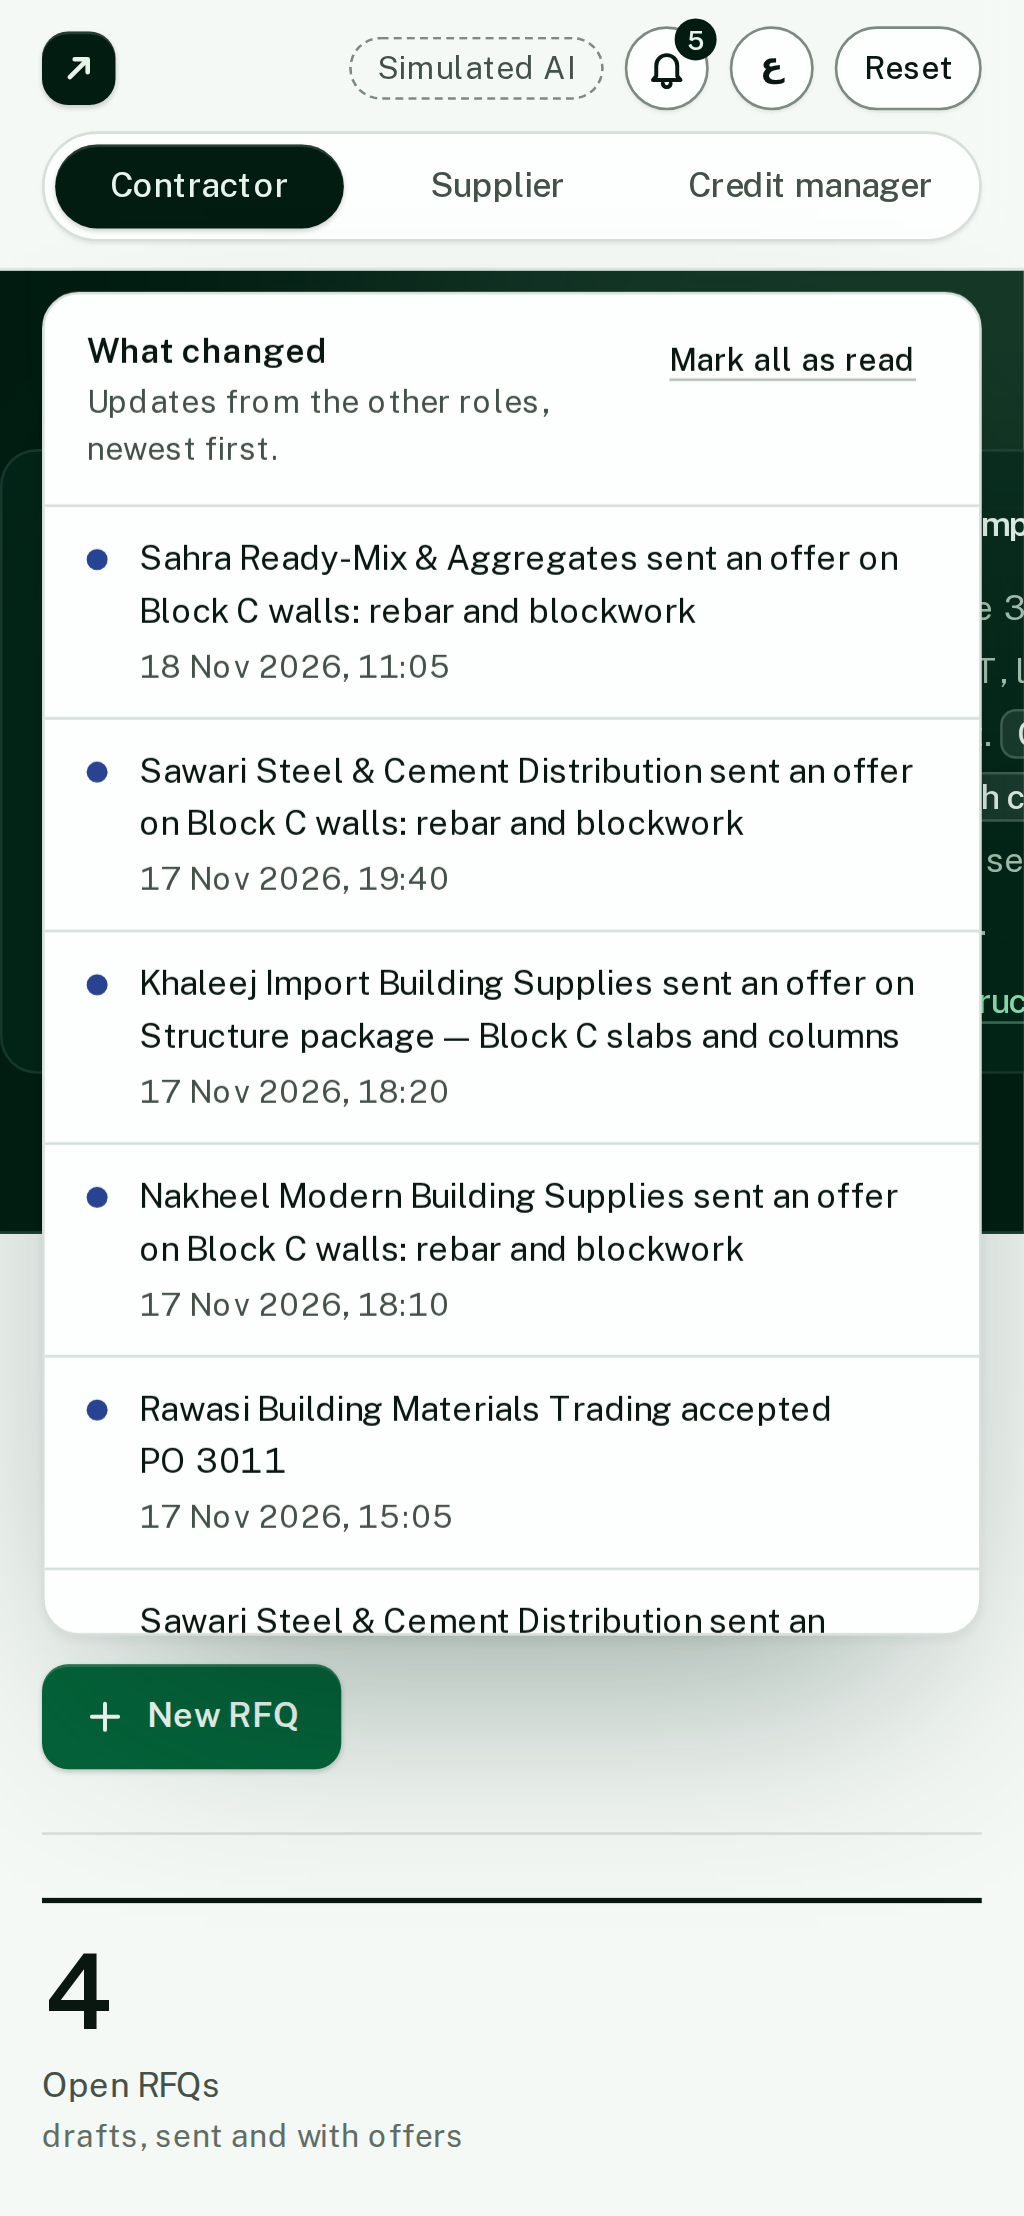 Simulated AI
5
ع
Reset
Contractor
Supplier
Credit manager
What changed
Mark all as read
Updates from the other roles,
newest first.
Sahra Ready-Mix & Aggregates sent an offer on
Block C walls: rebar and blockwork
18 Nov 2026, 11:05
Sawari Steel & Cement Distribution sent an offer
on Block C walls: rebar and blockwork
17 Nov 2026, 19:40
Khaleej Import Building Supplies sent an offer on
Structure package — Block C slabs and columns
17 Nov 2026, 18:20
Nakheel Modern Building Supplies sent an offer
on Block C walls: rebar and blockwork
17 Nov 2026, 18:10
Rawasi Building Materials Trading accepted
PO 3011
17 Nov 2026, 15:05
Sawari Steel & Cement Distribution sent an
New RFQ
4
Open RFQs
drafts, sent and with offers